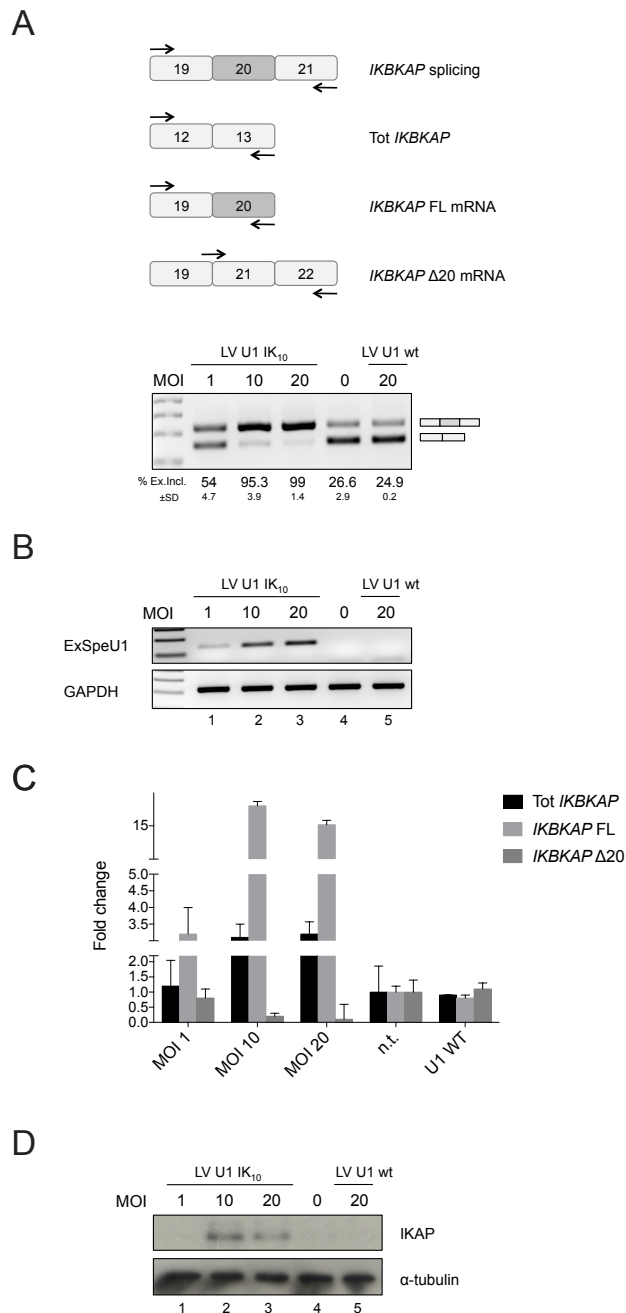 A
19 20 21 IKBKAP splicing
12 13 Tot IKBKAP
19 20 IKBKAP FL mRNA
19 21 22 IKBKAP Δ20 mRNA
LV U1 IK10 LV U1 wt
MOI 1 10 20 0 20
% Ex.Incl. 54 95.3 99 26.6 24.9
±SD 4.7 3.9 1.4 2.9 0.2
B
LV U1 IK10 LV U1 wt
MOI 1 10 20 0 20
ExSpeU1
GAPDH
1 2 3 4 5
C
Tot IKBKAP
IKBKAP FL
IKBKAP Δ20
Fold change
15
5.0
4.5
4.0
3.5
2.0
1.5
1.0
0.5
0.0
MOI 1 MOI 10 MOI 20 n.t. U1 WT
D
LV U1 IK10 LV U1 wt
MOI 1 10 20 0 20
IKAP
α-tubulin
1 2 3 4 5